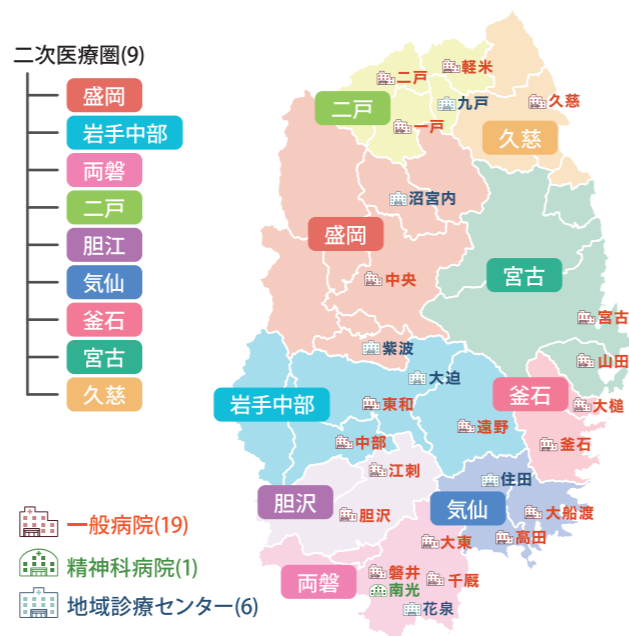 二次医療圏(9)
盛岡
岩手中部
両磐
二戸
胆江
気仙
釜石
宮古
久慈
一般病院(19)
精神科病院(1)
地域診療センター(6)
軽米
二戸
九戸
久慈
二戸
一戸
久慈
沼宮内
盛岡
宮古
中央
宮古
紫波
山田
大迫
釜石
岩手中部
東和
大槌
遠野
中部
釜石
江刺
住田
胆沢
気仙
胆沢
大船渡
高田
大東
両磐
磐井
千厩
南光
花泉